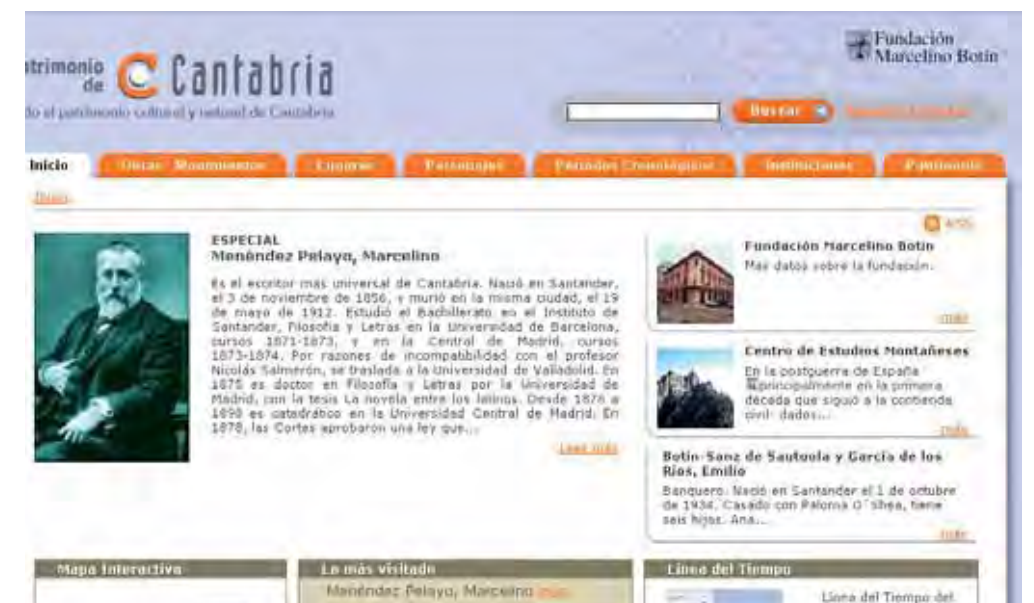 trimonio
de
Cantabria
do el patrimonio cultural y natural de Cantabria
Fundación
Marcelino Botín
Buscar
Inicio
Obras - Monumentos
Lugares
Personajes
Períodos Cronológicos
Instituciones
Patrimonio
Inicio
ESPECIAL
Menéndez Pelayo, Marcelino
Es el escritor más universal de Cantabria. Nació en Santander,
el 3 de noviembre de 1856, y murió en la misma ciudad, el 19
de mayo de 1912. Estudió el Bachillerato en el Instituto de
Santander, Filosofía y Letras en la Universidad de Barcelona,
cursos 1871-1873, y en la Central de Madrid, cursos
1873-1874. Por razones de incompatibilidad con el profesor
Nicolás Salmerón, se traslada a la Universidad de Valladolid. En
1875 es doctor en Filosofía y Letras por la Universidad de
Madrid, con la tesis La novela entre los latinos. Desde 1878 a
1898 es catedrático en la Universidad Central de Madrid. En
1878, las Cortes aprobaron una ley que...
Leer más
Fundación Marcelino Botín
Mas datos sobre la fundación.
más
Centro de Estudios Montañeses
En la postguerra de España
principalmente en la primera
década que siguió a la contienda
civil- dados...
más
Botín-Sanz de Sautuola y García de los
Ríos, Emilio
Banquero. Nació en Santander el 1 de octubre
de 1934. Casado con Paloma O´Shea, tiene
seis hijos: Ana...
más
Mapa Interactivo
Lo más visitado
Menéndez Pelayo, Marcelino más
Línea del Tiempo
Línea del Tiempo del